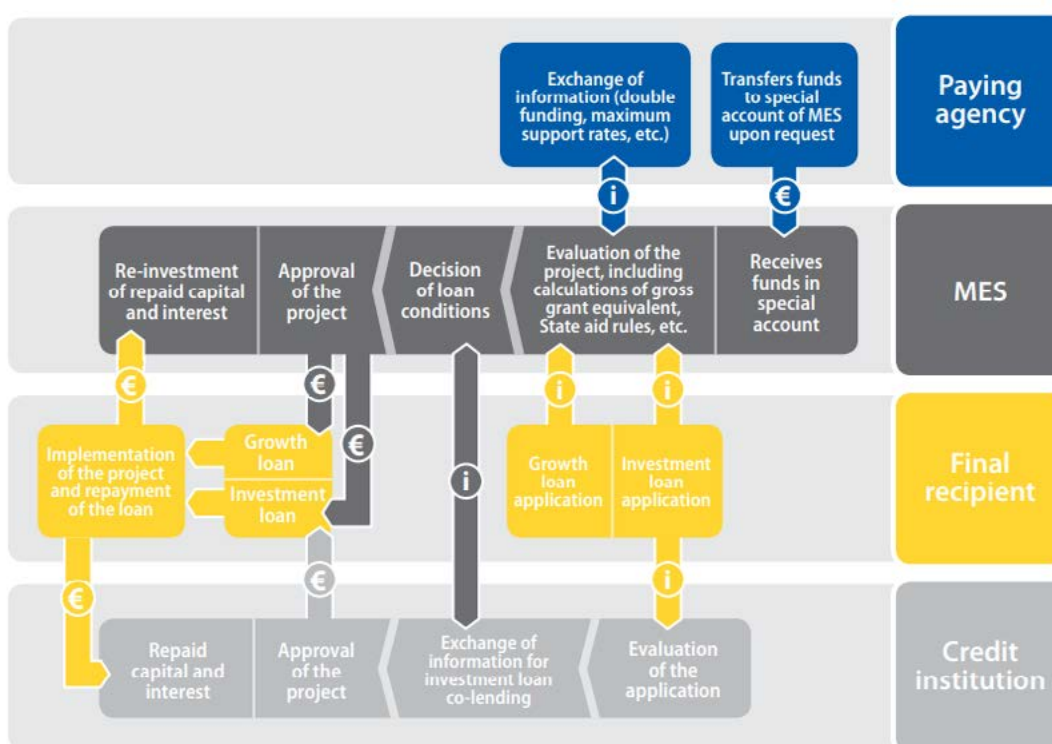 Exchange of
information (double
funding, maximum
support rates, etc.)
Transfers funds
to special
account of MES
upon request
Paying
agency
i
€
Re-investment
of repaid capital
and interest
Approval
of the
project
Decision
of loan
conditions
Evaluation of the
project, including
calculations of gross
grant equivalent,
State aid rules, etc.
Receives
funds in
special
account
MES
€
€
€
i
i
i
Implementation
of the project
and repayment
of the loan
Growth
loan
Investment
loan
Growth
loan
application
Investment
loan
application
Final
recipient
€
€
i
Repaid
capital and
interest
Approval
of the
project
Exchange of
information for
investment loan
co-lending
Evaluation
of the
application
Credit
institution